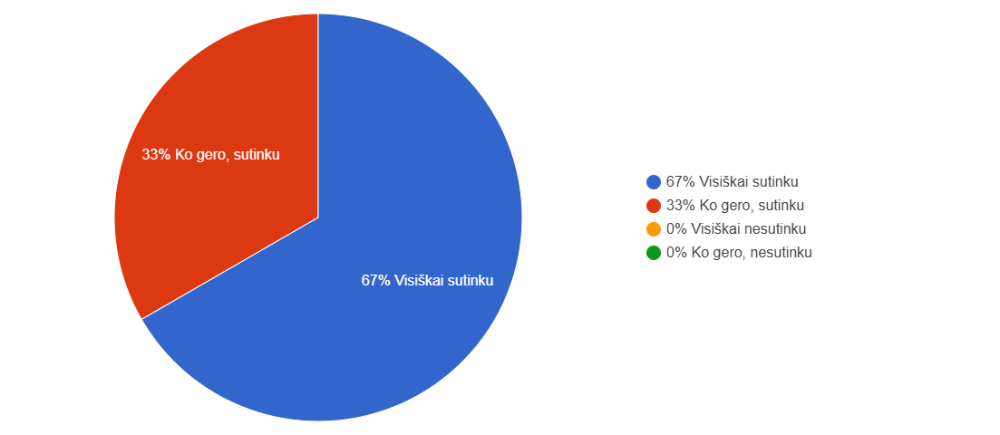 33% Ko gero, sutinku
67% Visiškai sutinku
67% Visiškai sutinku
33% Ko gero, sutinku
0% Visiškai nesutinku
0% Ko gero, nesutinku